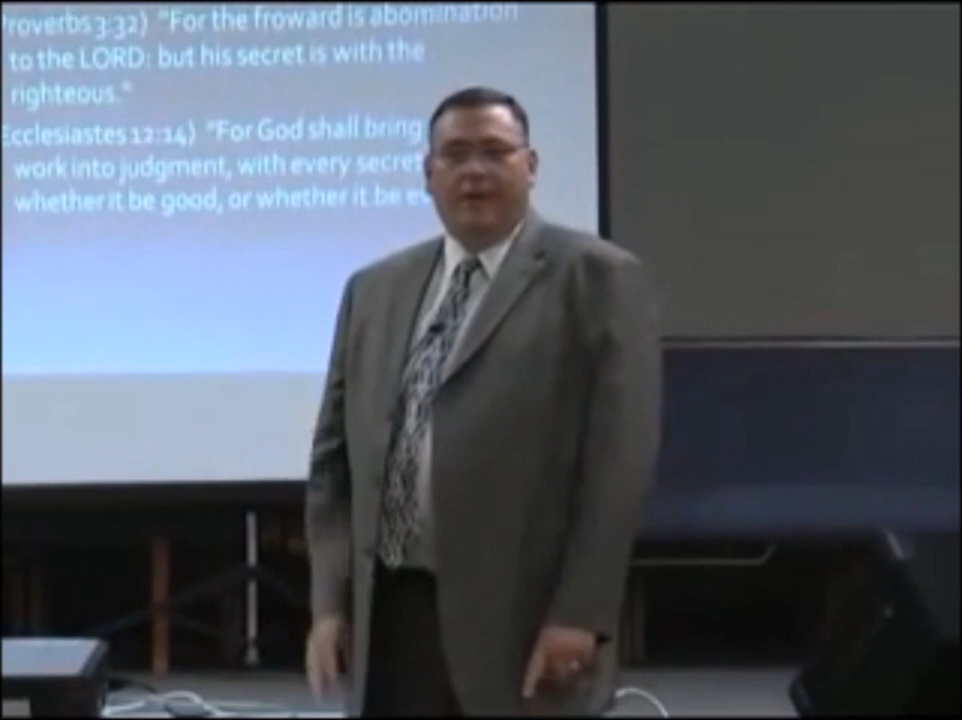 Proverbs 3:32) "For the froward is abomination
to the LORD: but his secret is with the
righteous."
Ecclesiastes 12:14) "For God shall bring
work into judgment, with every secret
whether it be good, or whether it be